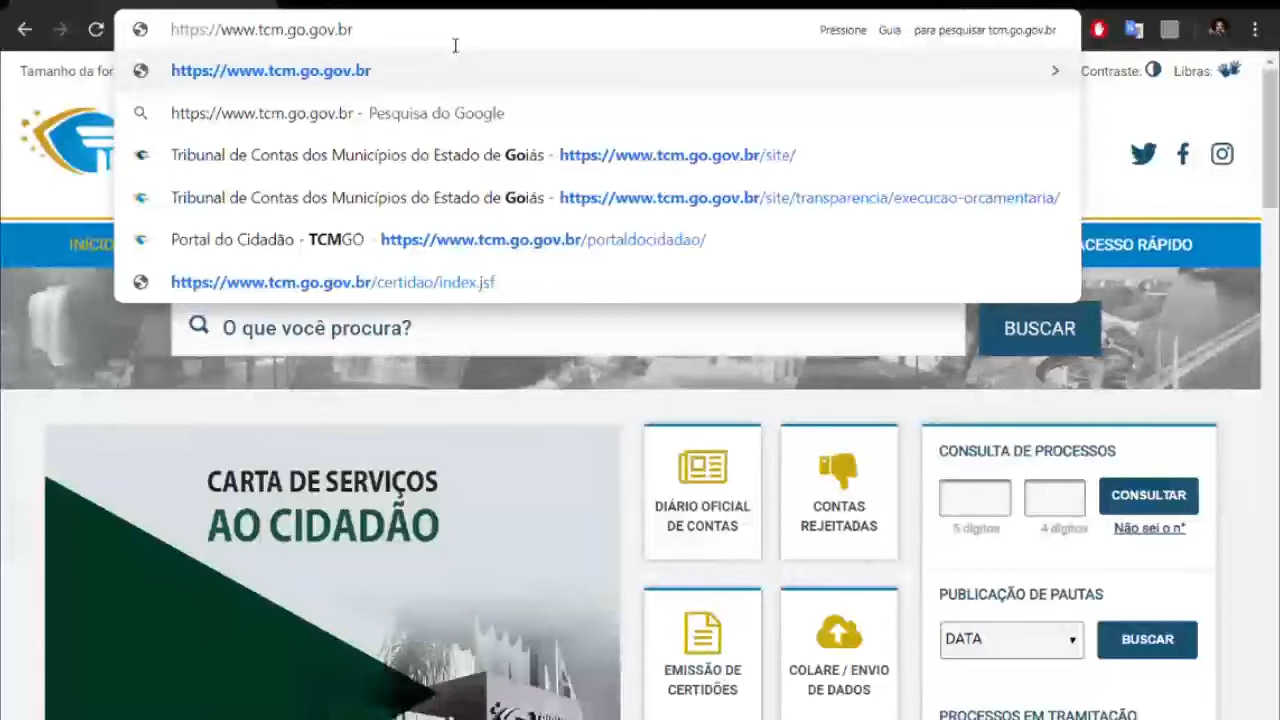 https://www.tcm.go.gov.br
Pressione Guia para pesquisar tcm.go.gov.br
Tamanho da for
https://www.tcm.go.gov.br
Contraste:
Libras:
https://www.tcm.go.gov.br - Pesquisa do Google
Tribunal de Contas dos Municípios do Estado de Goiás - https://www.tcm.go.gov.br/site/
Tribunal de Contas dos Municípios do Estado de Goiás - https://www.tcm.go.gov.br/site/transparencia/execucao-orcamentaria/
INÍCIO
Portal do Cidadão - TCMGO - https://www.tcm.go.gov.br/portaldocidadao/
ACESSO RÁPIDO
https://www.tcm.go.gov.br/certidao/index.jsf
O que você procura?
BUSCAR
CARTA DE SERVIÇOS
AO CIDADÃO
DIÁRIO OFICIAL
DE CONTAS
CONTAS
REJEITADAS
EMISSÃO DE
CERTIDÕES
COLARE / ENVIO
DE DADOS
CONSULTA DE PROCESSOS
CONSULTAR
5 dígitos
4 dígitos
Não sei o nº
PUBLICAÇÃO DE PAUTAS
DATA
BUSCAR
PROCESSOS EM TRAMITAÇÃO